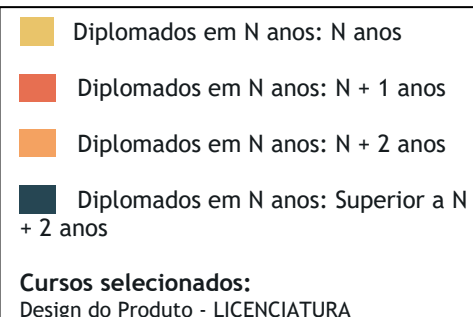 Diplomados em N anos: N anos
Diplomados em N anos: N + 1 anos
Diplomados em N anos: N + 2 anos
Diplomados em N anos: Superior a N
+ 2 anos
Cursos selecionados:
Design do Produto - LICENCIATURA